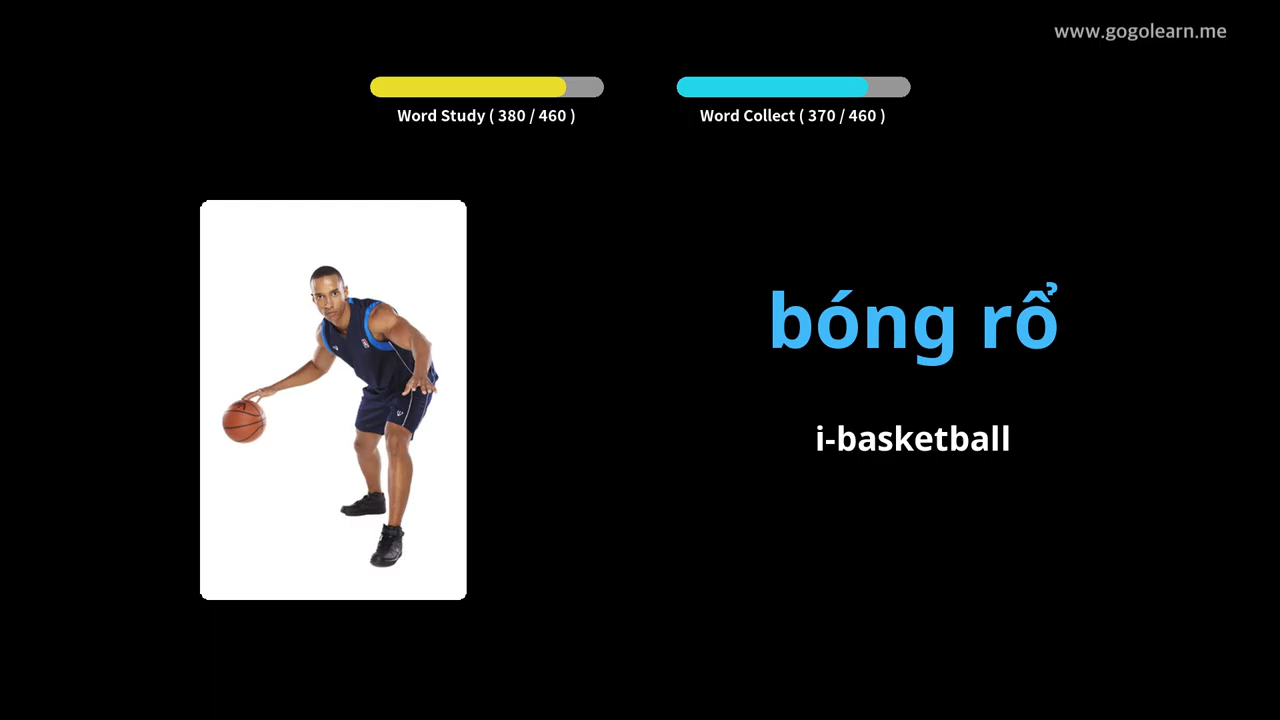 www.gogolearn.me
Word Study ( 380 / 460 )
Word Collect ( 370 / 460 )
bóng rổ
i-basketball